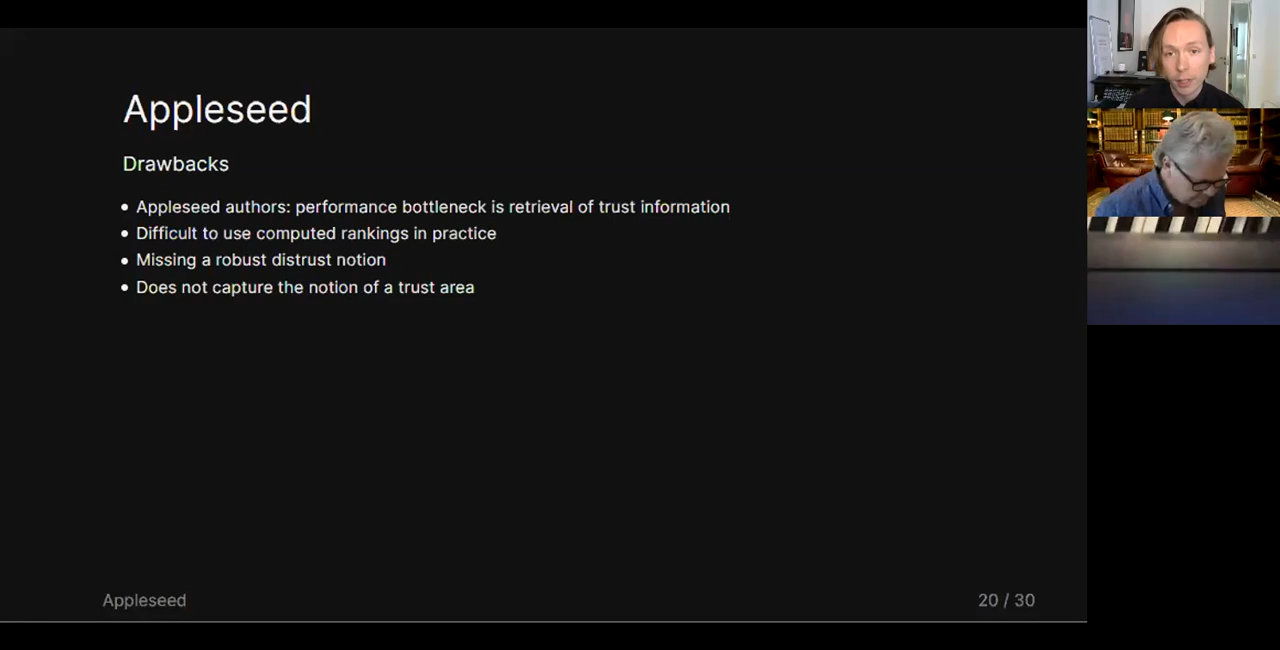 Appleseed
Drawbacks
• Appleseed authors: performance bottleneck is retrieval of trust information
• Difficult to use computed rankings in practice
• Missing a robust distrust notion
• Does not capture the notion of a trust area
Appleseed
20 / 30